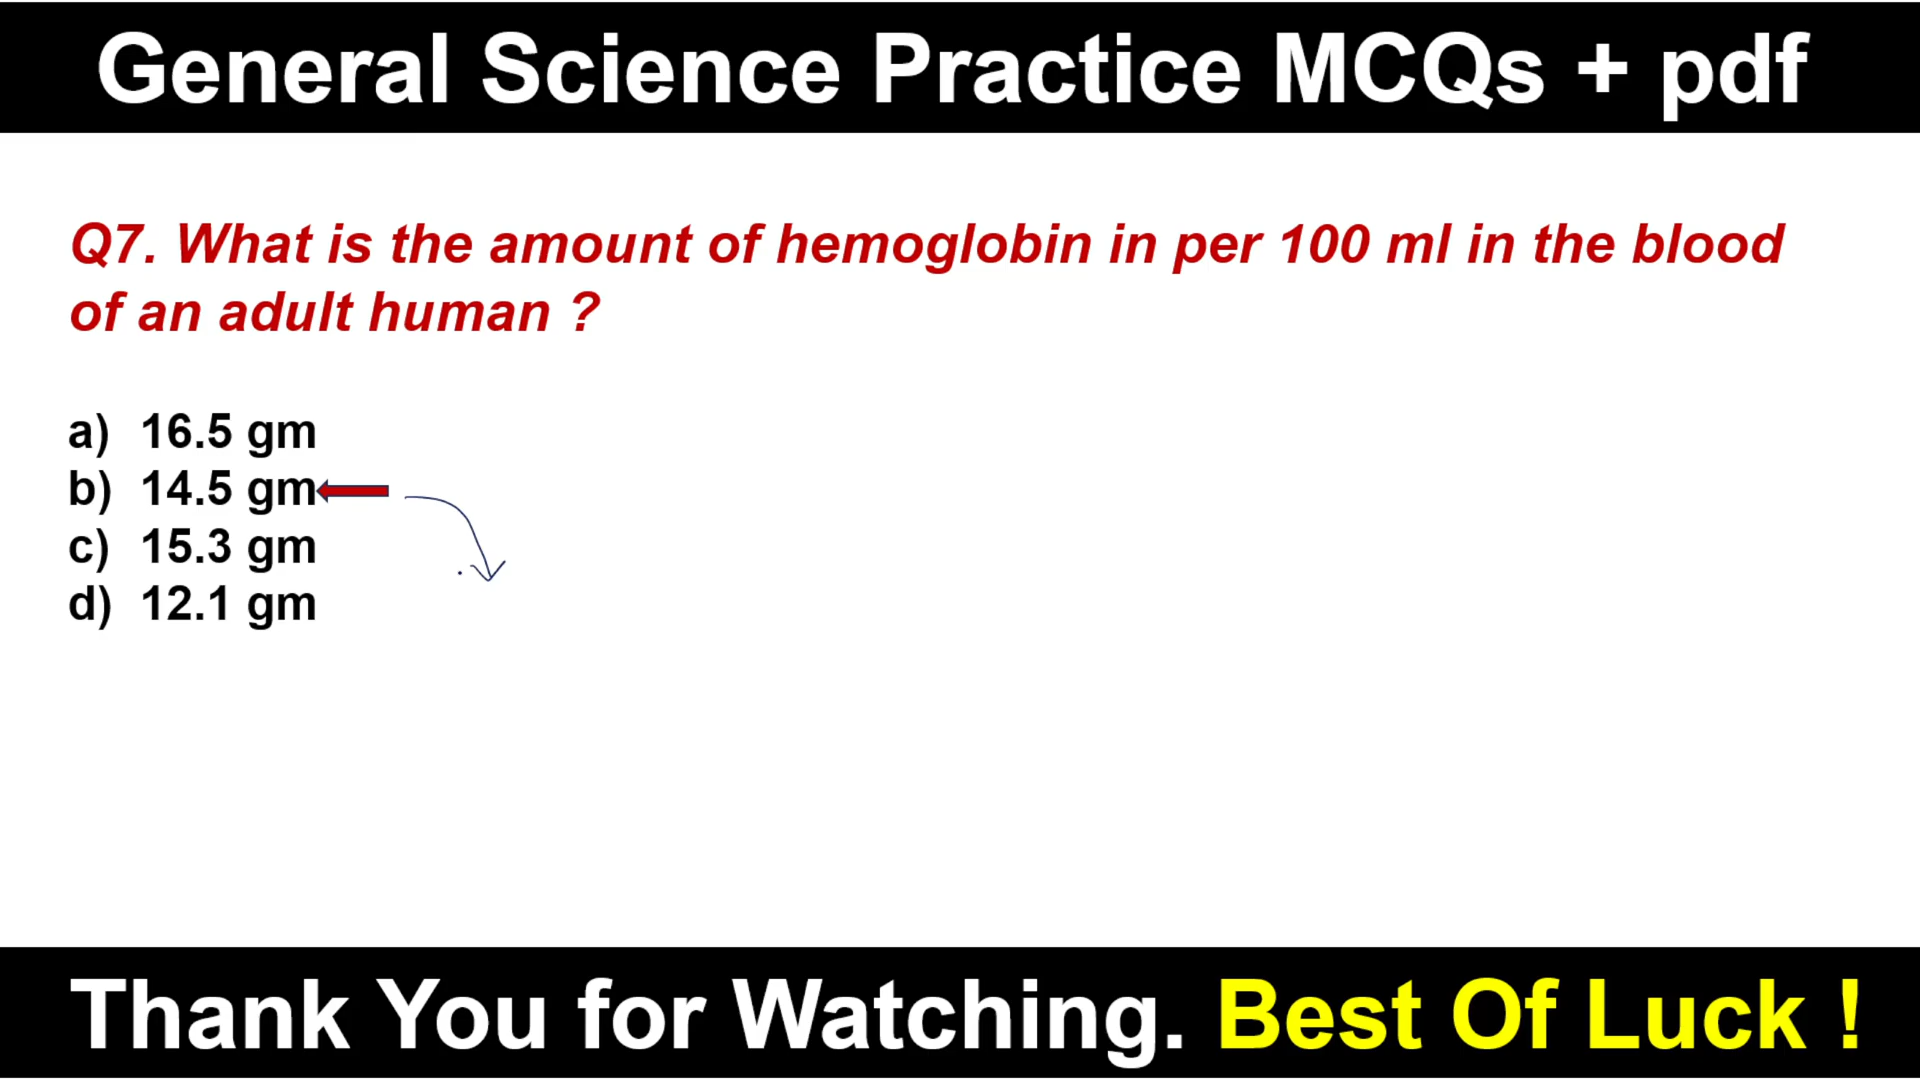 General Science Practice MCQs + pdf
Q7. What is the amount of hemoglobin in per 100 ml in the blood
of an adult human ?
a) 16.5 gm
b) 14.5 gm
c) 15.3 gm
d) 12.1 gm
Thank You for Watching. Best Of Luck !